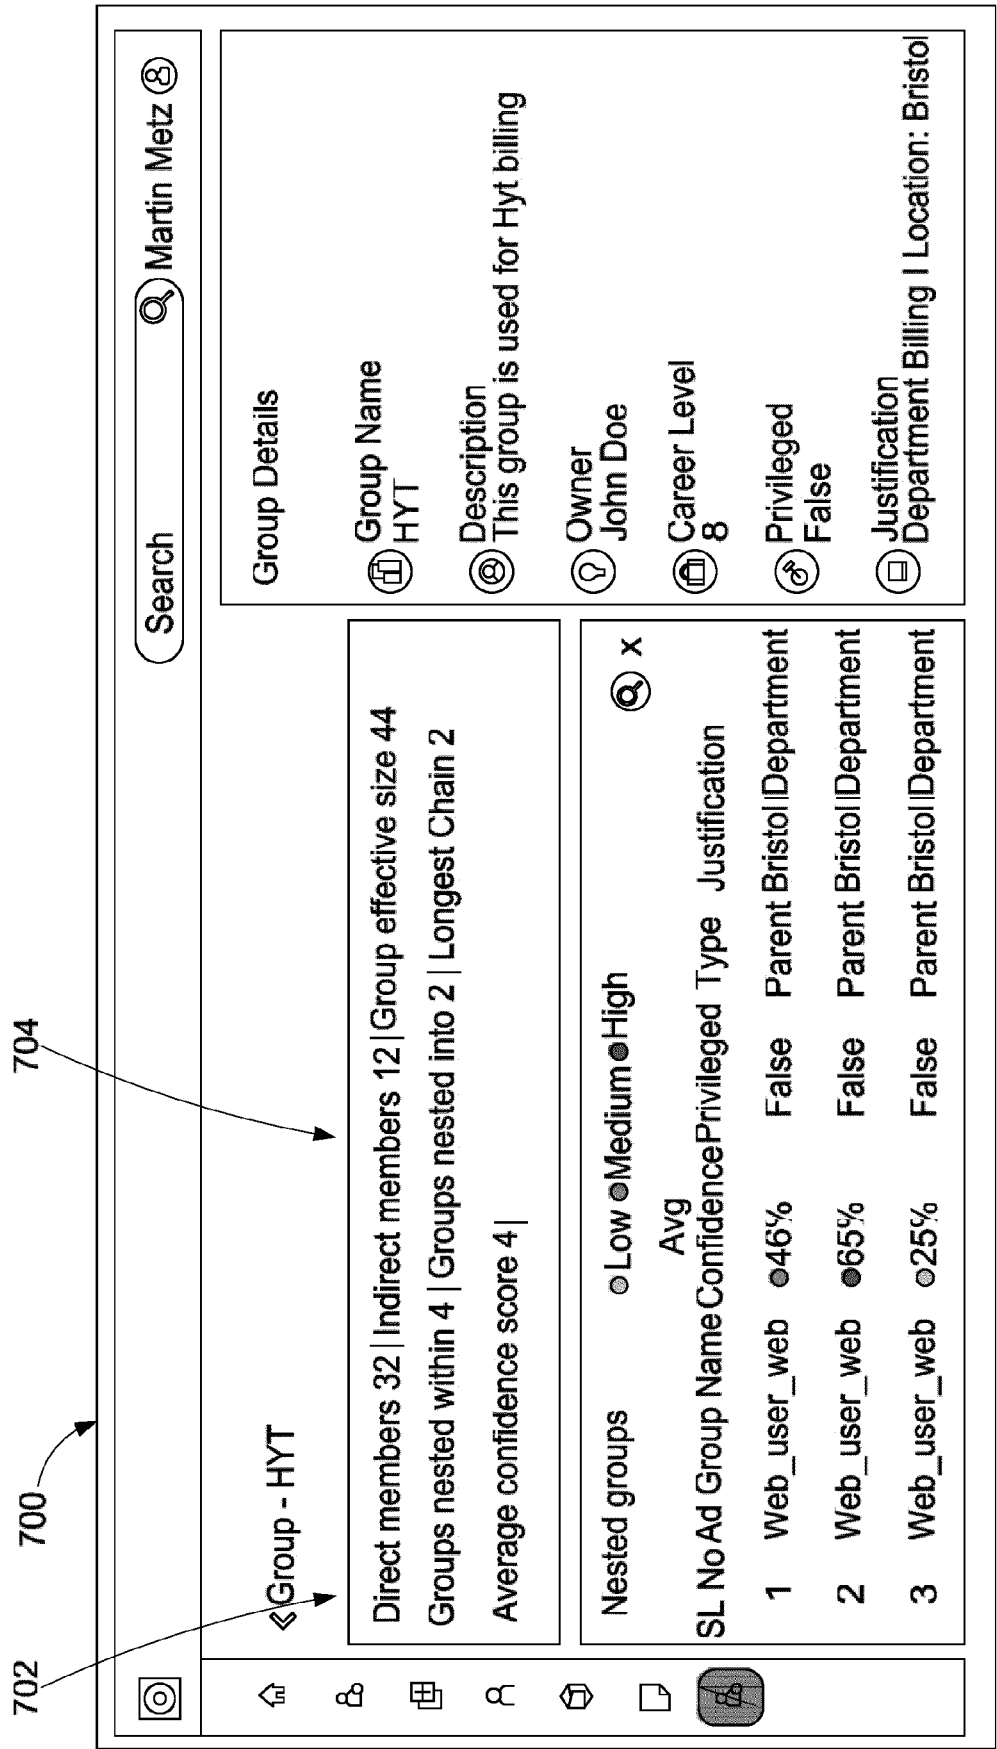 700
702
704
Search
Martin Metz
Group - HYT
Direct members 32 | Indirect members 12 | Group effective size 44
Groups nested within 4 | Groups nested into 2 | Longest Chain 2
Average confidence score 4 |
Nested groups
Low Medium High
X
Avg
SL No Ad Group Name Confidence Privileged Type Justification
1 Web_user_web 46% False Parent Bristol|Department
2 Web_user_web 65% False Parent Bristol|Department
3 Web_user_web 25% False Parent Bristol|Department
Group Details
Group Name
HYT
Description
This group is used for Hyt billing
Owner
John Doe
Career Level
8
Privileged
False
Justification
Department Billing | Location: Bristol